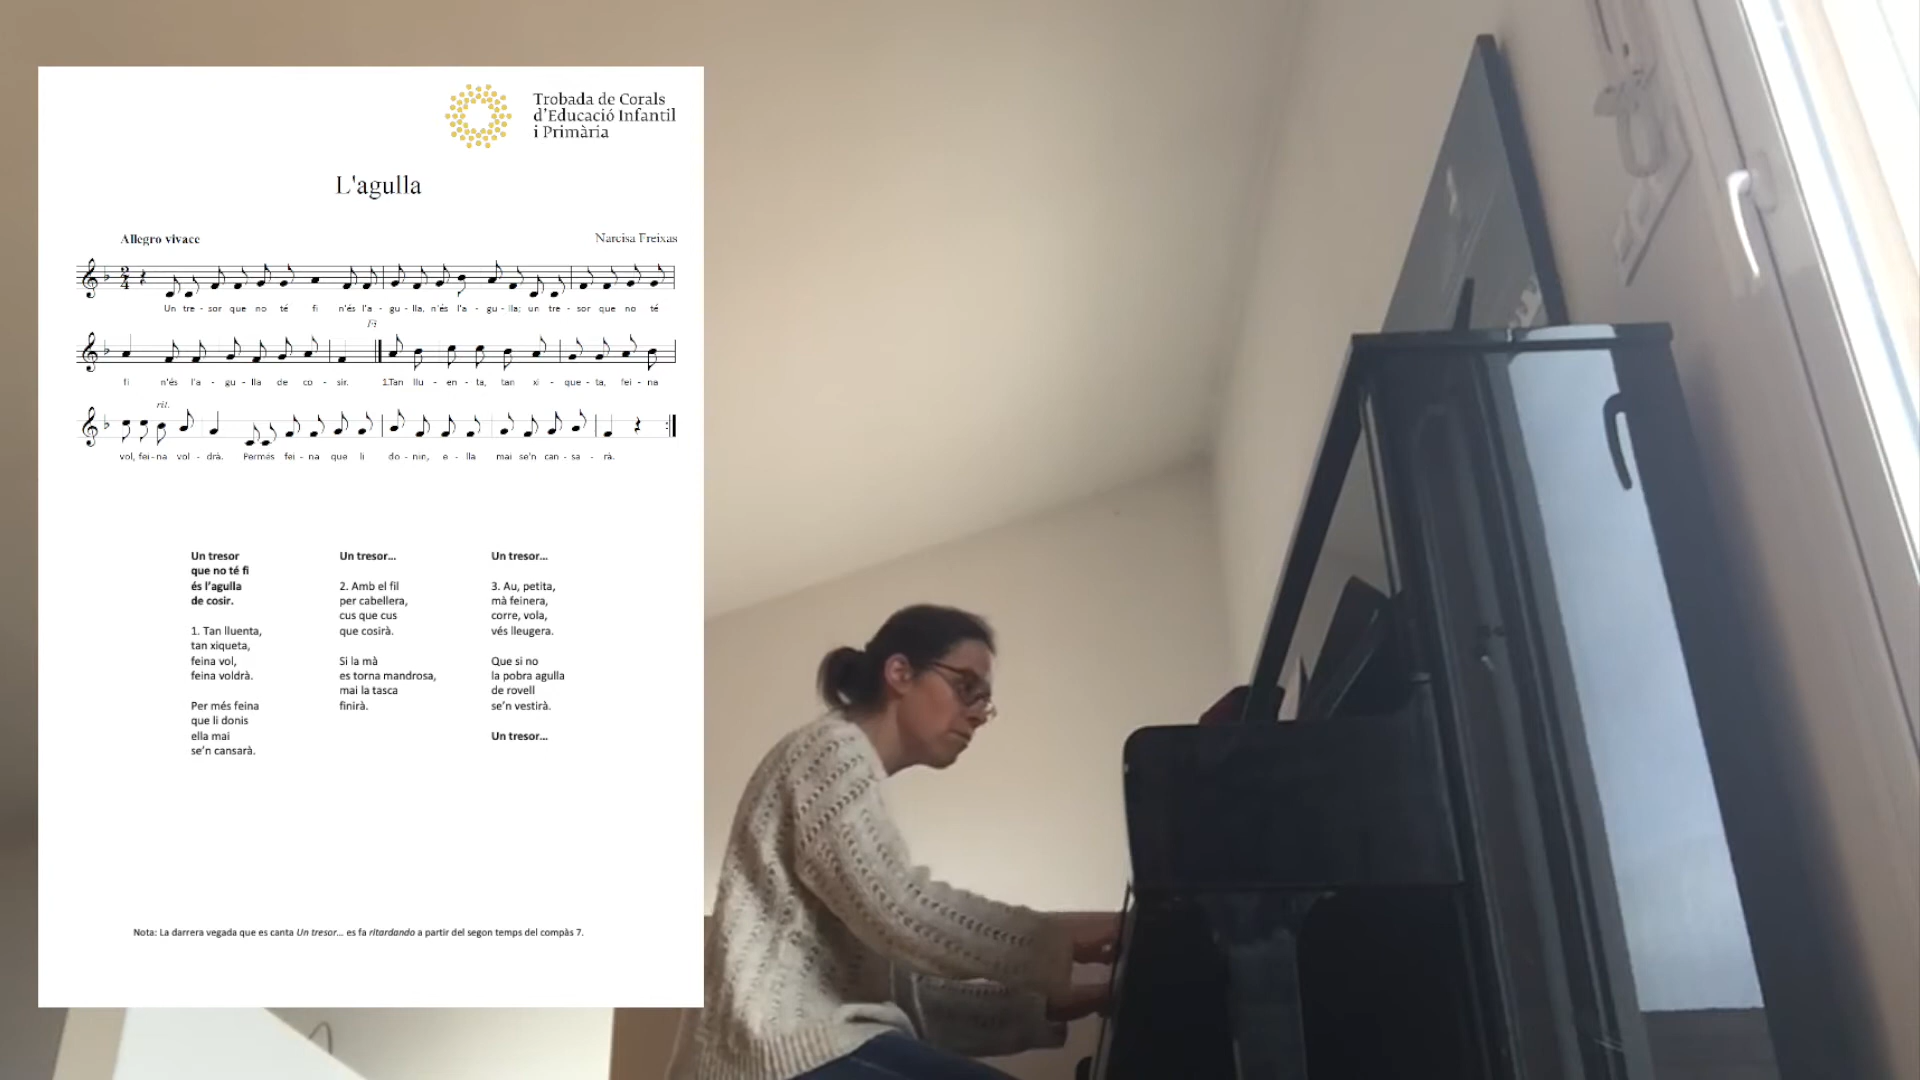 Trobada de Corals
d'Educació Infantil
i Primària
L'agulla
Allegro vivace
Narcisa Freixas
Un tre - sor que no té fi n'és l'a - gu - lla, n'és l'a - gu - lla; un tre - sor que no té
Fi
fi n'és l'a - gu - lla de co - sir. 1.Tan llu - en - ta, tan xi - que - ta, fei - na
rit.
vol, fei - na vol - drà. Permés fei - na que li do - nin, e - lla mai se'n can - sa - rà.
Un tresor
que no té fi
és l'agulla
de cosir.
1. Tan lluenta,
tan xiqueta,
feina vol,
feina voldrà.
Per més feina
que li donis
ella mai
se'n cansarà.
Un tresor...
2. Amb el fil
per cabellera,
cus que cus
que cosirà.
Si la mà
es torna mandrosa,
mai la tasca
finirà.
Un tresor...
3. Au, petita,
mà feinera,
corre, vola,
vés lleugera.
Que si no
la pobra agulla
de rovell
se'n vestirà.
Un tresor...
Nota: La darrera vegada que es canta Un tresor... es fa ritardando a partir del segon temps del compàs 7.